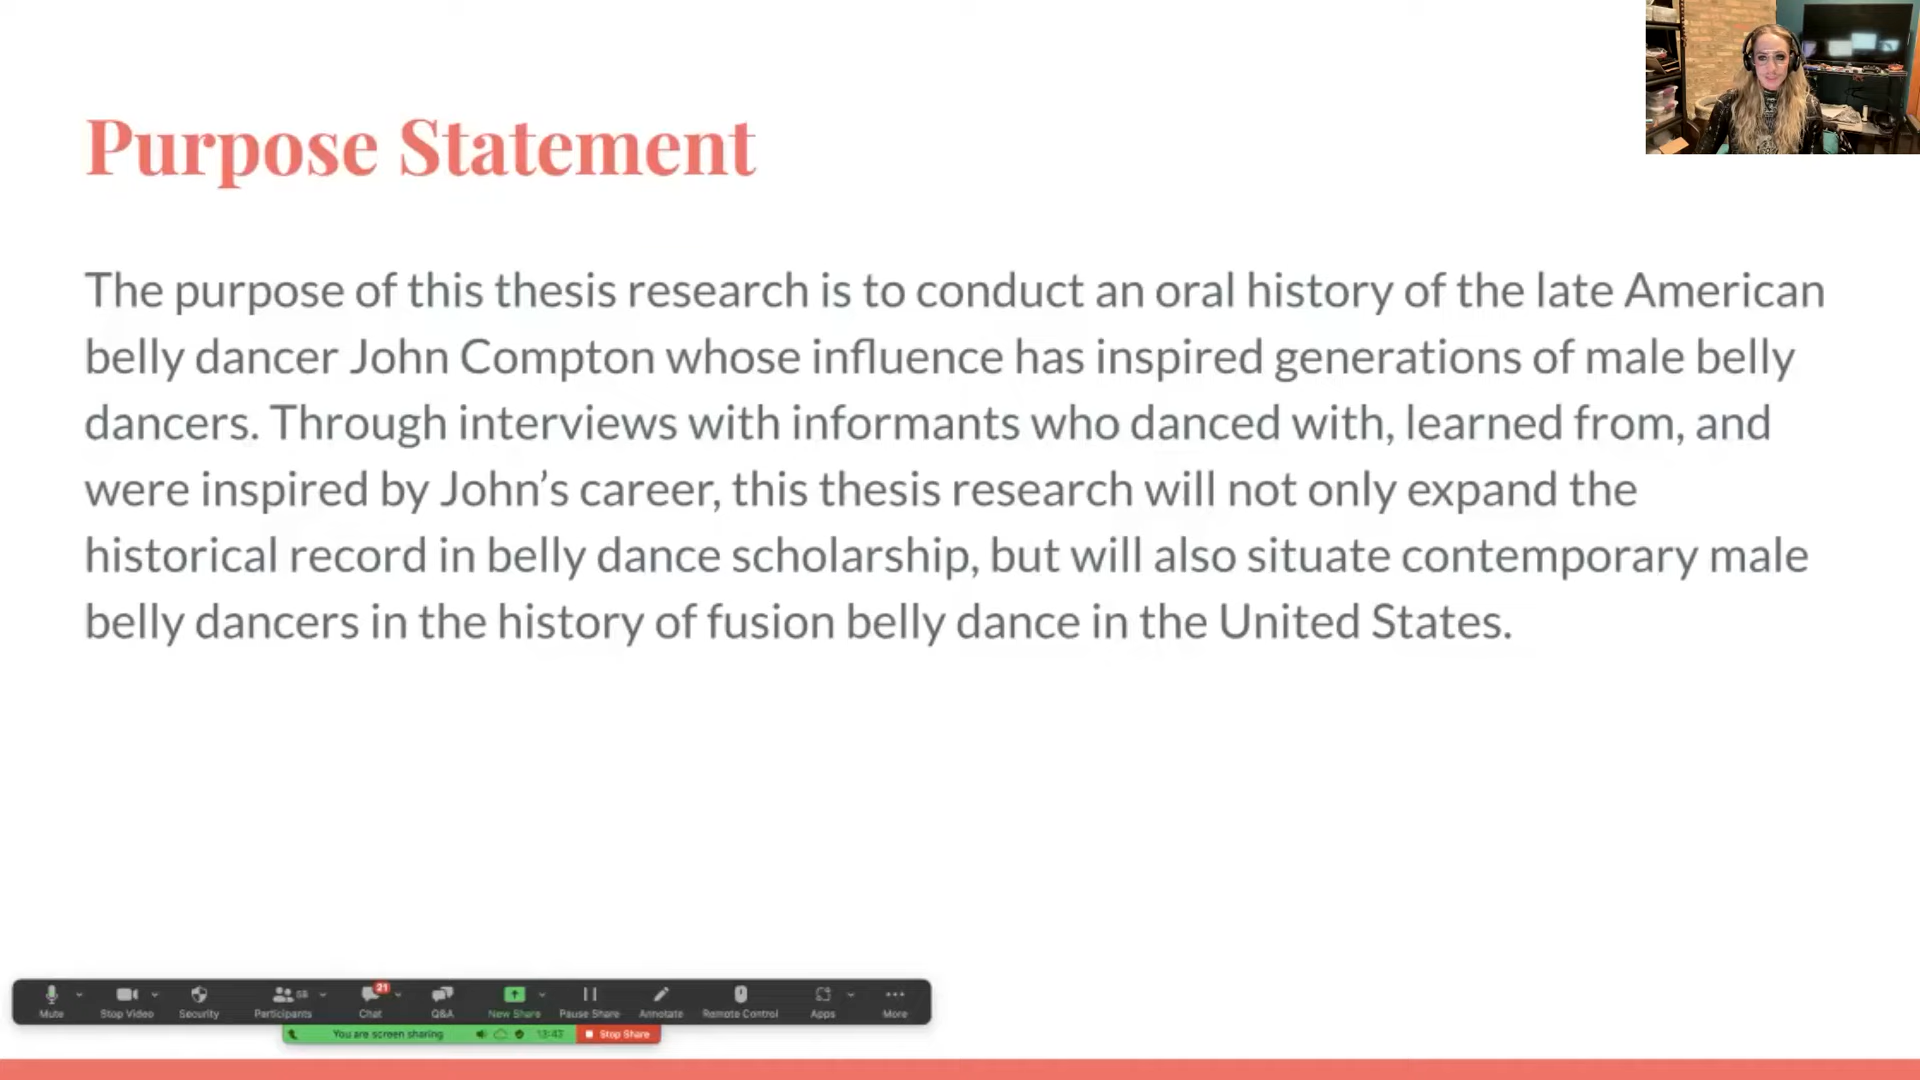 Purpose Statement
The purpose of this thesis research is to conduct an oral history of the late American
belly dancer John Compton whose influence has inspired generations of male belly
dancers. Through interviews with informants who danced with, learned from, and
were inspired by John’s career, this thesis research will not only expand the
historical record in belly dance scholarship, but will also situate contemporary male
belly dancers in the history of fusion belly dance in the United States.
21
Mute Stop Video Security Participants Chat Q&A New Share Pause Share Annotate Remote Control Apps More
You are screen sharing Stop Share